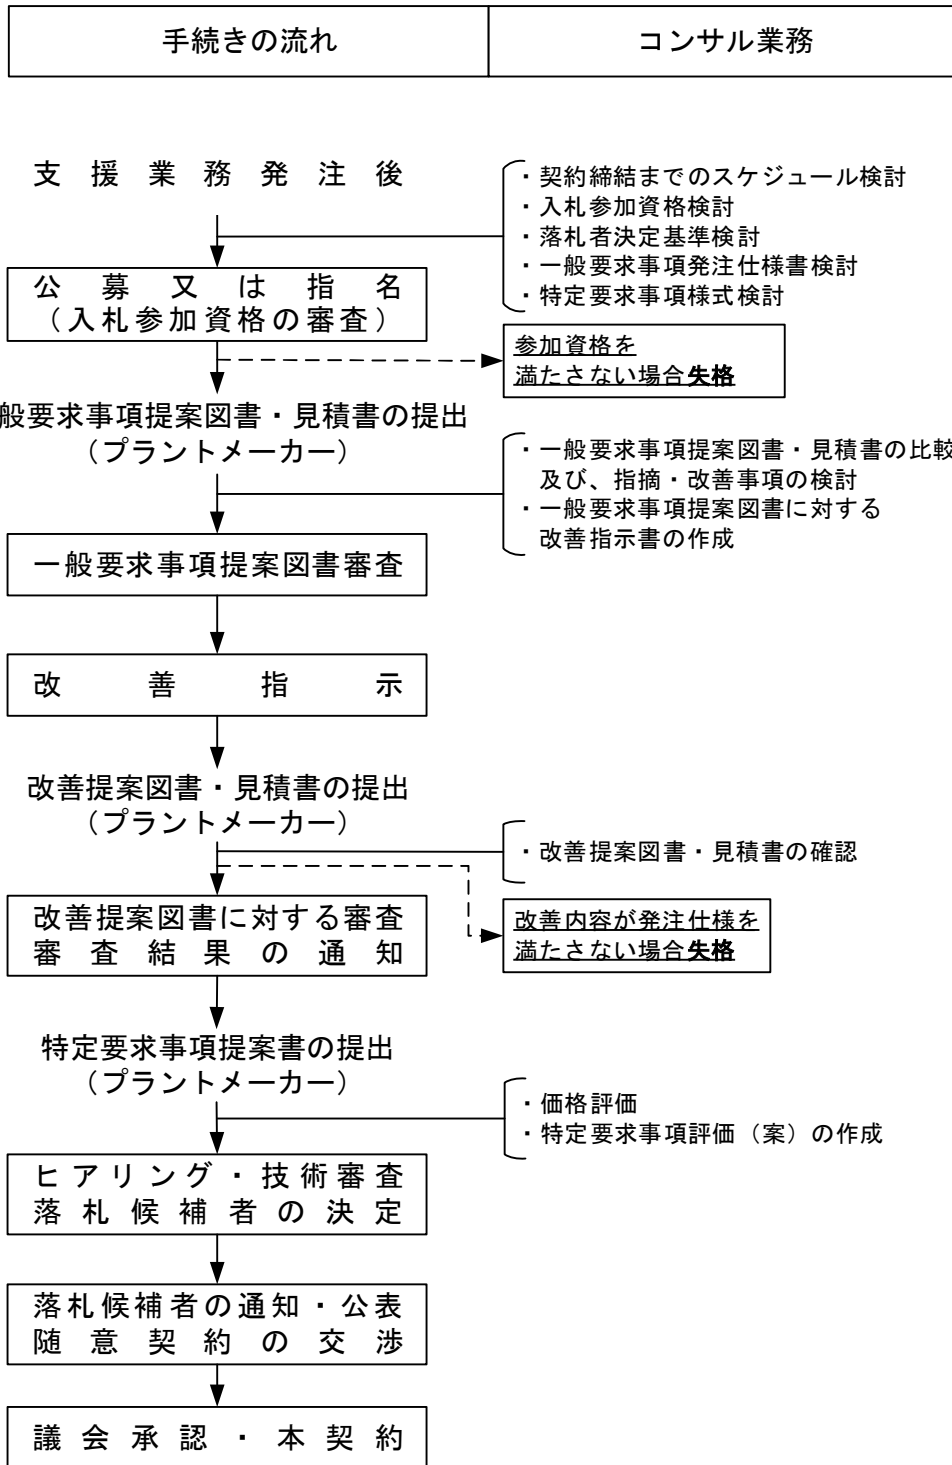 手続きの流れ
コンサル業務
支援業務発注後
・契約締結までのスケジュール検討
・入札参加資格検討
・落札者決定基準検討
・一般要求事項発注仕様書検討
・特定要求事項様式検討
公募又は指名
（入札参加資格の審査）
参加資格を
満たさない場合失格
般要求事項提案図書・見積書の提出
（プラントメーカー）
・一般要求事項提案図書・見積書の比較
及び、指摘・改善事項の検討
・一般要求事項提案図書に対する
改善指示書の作成
一般要求事項提案図書審査
改善指示
改善提案図書・見積書の提出
（プラントメーカー）
・改善提案図書・見積書の確認
改善提案図書に対する審査
審査結果の通知
改善内容が発注仕様を
満たさない場合失格
特定要求事項提案書の提出
（プラントメーカー）
・価格評価
・特定要求事項評価（案）の作成
ヒアリング・技術審査
落札候補者の決定
落札候補者の通知・公表
随意契約の交渉
議会承認・本契約